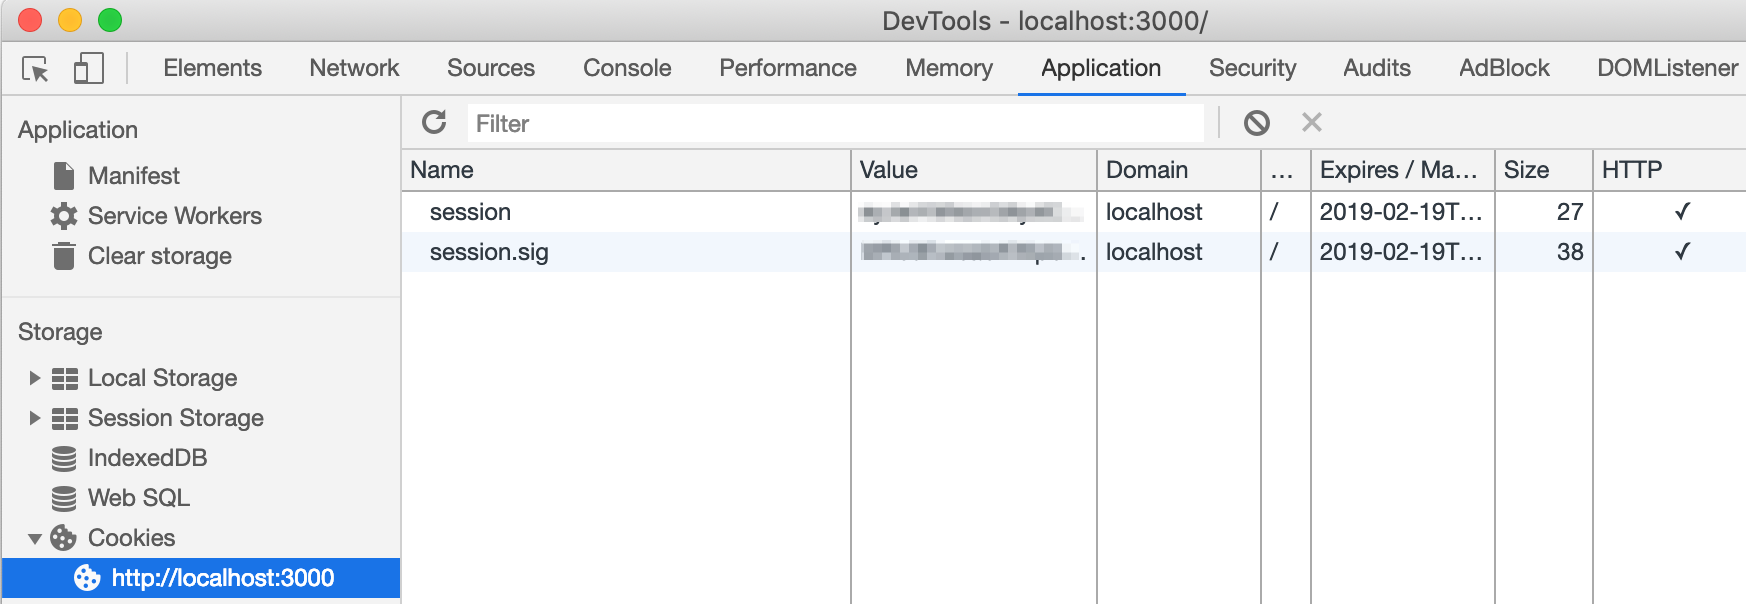 DevTools - localhost:3000/
Elements Network Sources Console Performance Memory Application Security Audits AdBlock DOMListener
Application
Manifest
Service Workers
Clear storage
Storage
Local Storage
Session Storage
IndexedDB
Web SQL
Cookies
http://localhost:3000
Filter
Name Value Domain ... Expires / Ma... Size HTTP
session localhost / 2019-02-19T... 27 ✓
session.sig localhost / 2019-02-19T... 38 ✓